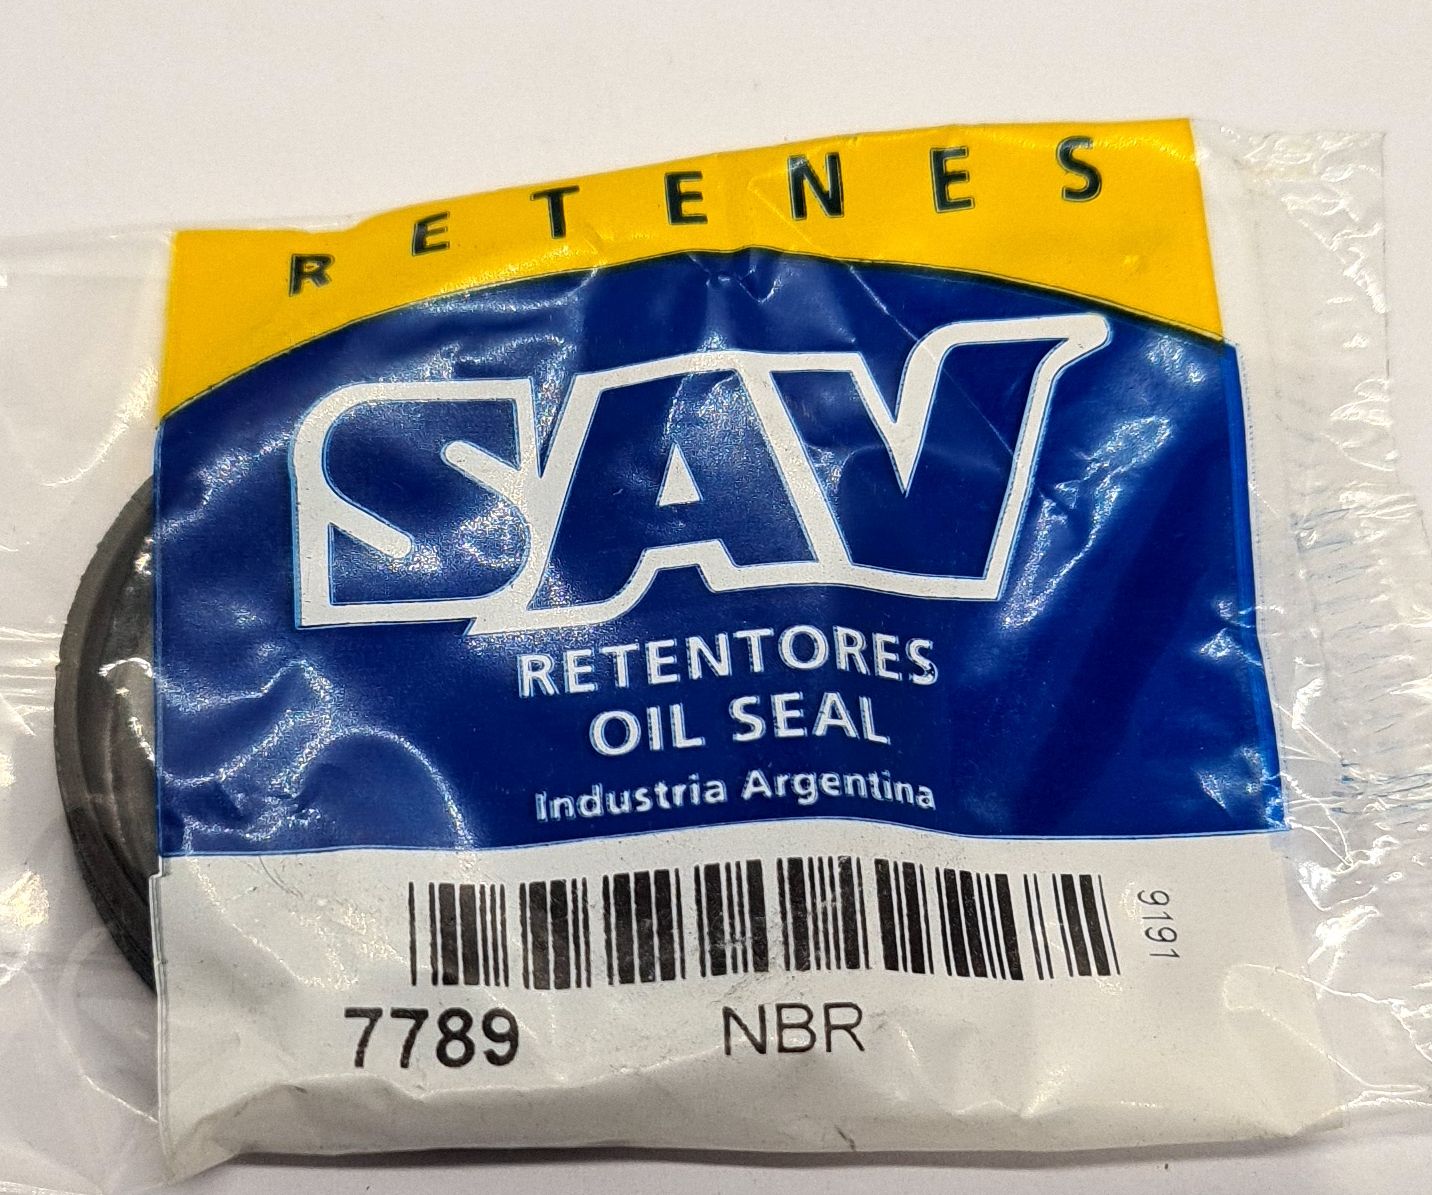 RETENES
SAV
RETENTORES
OIL SEAL
Industria Argentina
9191
7789 NBR